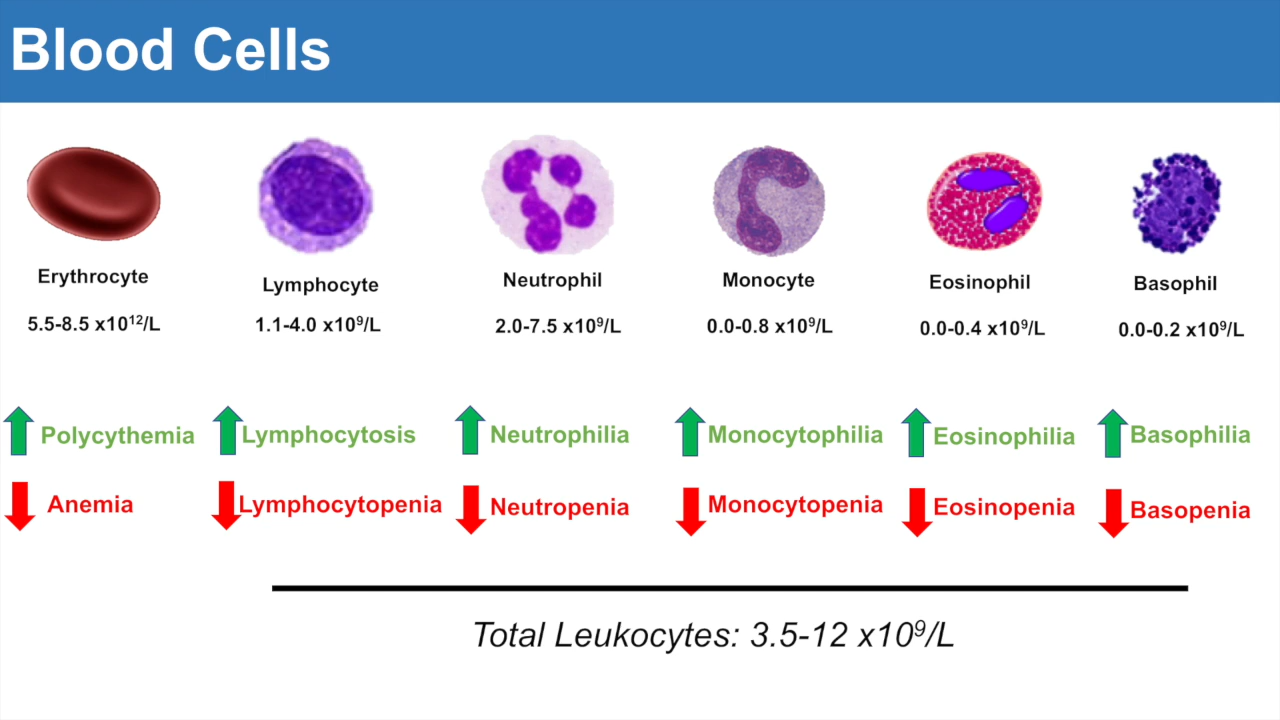 Blood Cells
Erythrocyte
Lymphocyte
Neutrophil
Monocyte
Eosinophil
Basophil
5.5-8.5 x10¹²/L
1.1-4.0 x10⁹/L
2.0-7.5 x10⁹/L
0.0-0.8 x10⁹/L
0.0-0.4 x10⁹/L
0.0-0.2 x10⁹/L
Polycythemia
Lymphocytosis
Neutrophilia
Monocytophilia
Eosinophilia
Basophilia
Anemia
Lymphocytopenia
Neutropenia
Monocytopenia
Eosinopenia
Basopenia
Total Leukocytes: 3.5-12 x10⁹/L